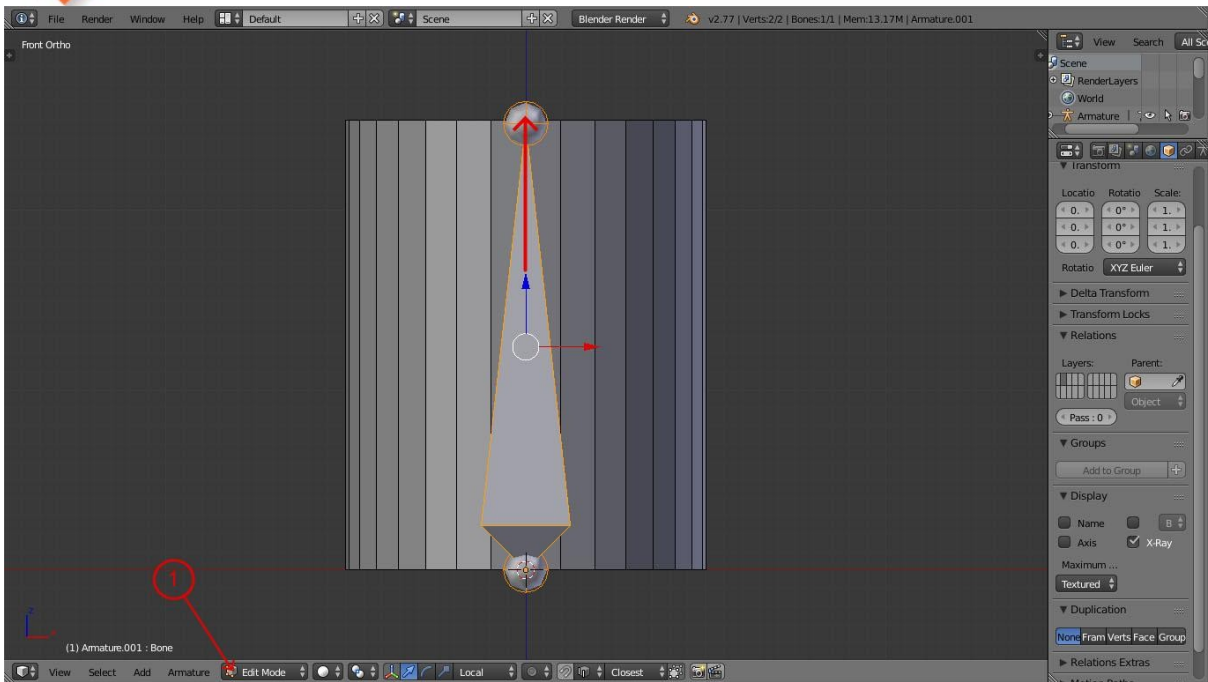 File Render Window Help Default Scene Blender Render v2.77 | Verts:2/2 | Bones:1/1 | Mem:13.17M | Armature.001
Front Ortho
View Search All Sc
Scene
RenderLayers
World
Armature
Transform
Locatio Rotatio Scale:
0. 0° 1.
0. 0° 1.
0. 0° 1.
Rotatio XYZ Euler
Delta Transform
Transform Locks
Relations
Layers: Parent:
Object
Pass : 0
Groups
Add to Group
Display
Name B
Axis X-Ray
Maximum ...
Textured
Duplication
None Fram Verts Face Group
Relations Extras
1
z
x
(1) Armature.001 : Bone
View Select Add Armature Edit Mode Local Closest